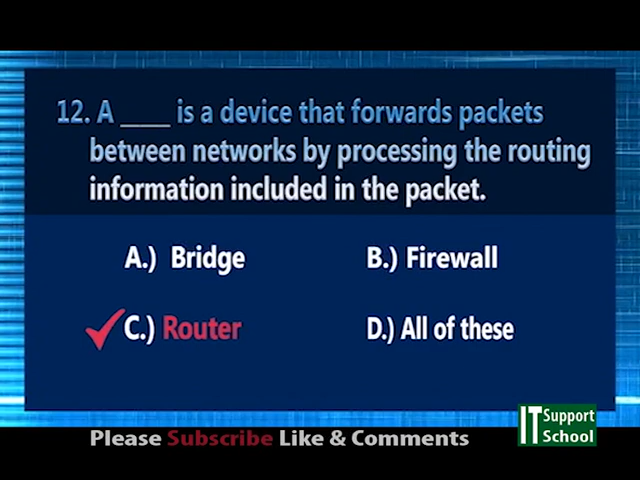 12. A ____ is a device that forwards packets
between networks by processing the routing
information included in the packet.
A.) Bridge
B.) Firewall
C.) Router
D.) All of these
Please Subscribe Like & Comments
IT Support
School